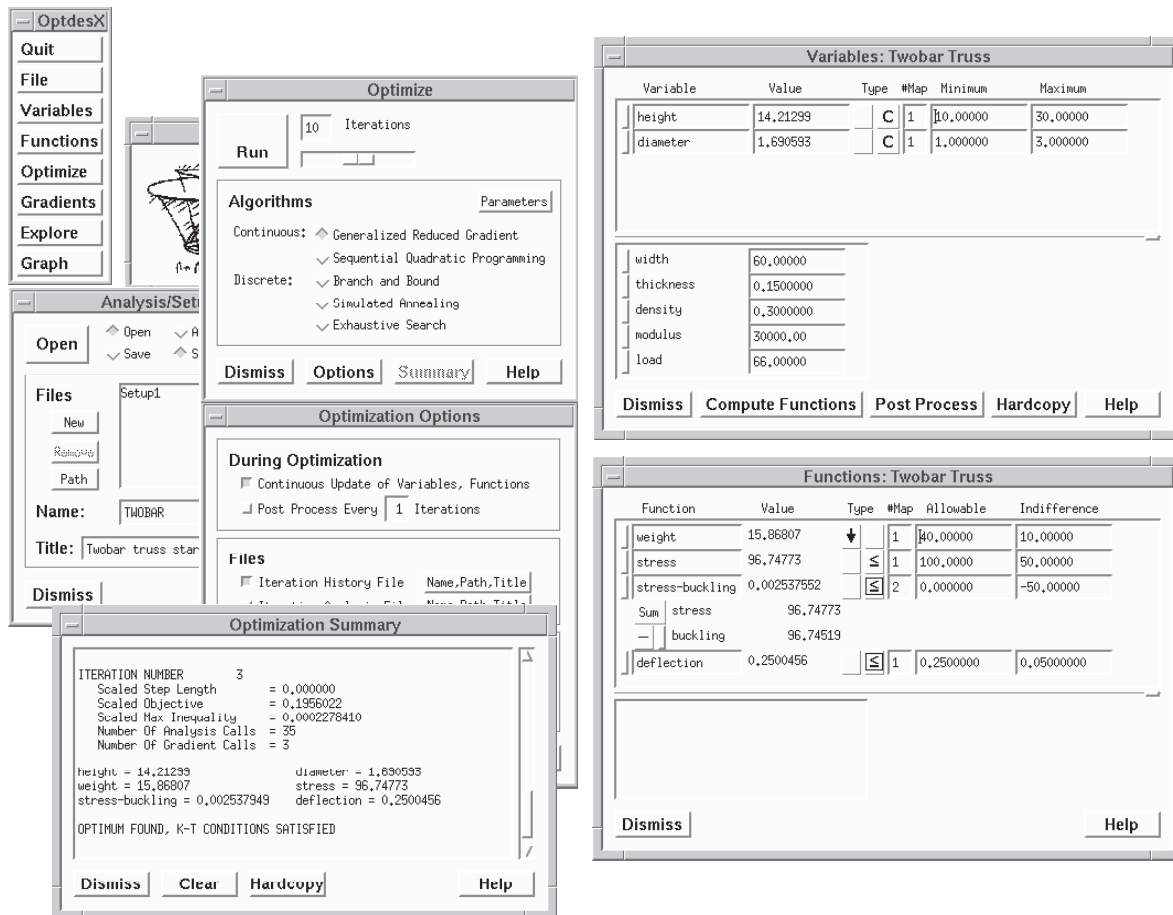 OptdesX
Quit
File
Variables
Functions
Optimize
Gradients
Explore
Graph
Optimize
Run
10 Iterations
Algorithms
Parameters
Continuous: Generalized Reduced Gradient
Sequential Quadratic Programming
Discrete: Branch and Bound
Simulated Annealing
Exhaustive Search
Dismiss Options Summary Help
Analysis/Set
Open
Open A
Save S
Files
Setup1
New
Remove
Path
Name: TWOBAR
Title: Twobar truss star
Dismiss
Optimization Options
During Optimization
Continuous Update of Variables, Functions
Post Process Every 1 Iterations
Files
Iteration History File Name,Path,Title
Optimization Summary
ITERATION NUMBER 3
Scaled Step Length = 0.000000
Scaled Objective = 0.1956022
Scaled Max Inequality = 0.0002278410
Number Of Analysis Calls = 35
Number Of Gradient Calls = 3
height = 14.21299 diameter = 1.690593
weight = 15.86807 stress = 96.74773
stress-buckling = 0.002537949 deflection = 0.2500456
OPTIMUM FOUND, K-T CONDITIONS SATISFIED
Dismiss Clear Hardcopy Help
Variables: Twobar Truss
Variable Value Type #Map Minimum Maximum
height 14.21299 C 1 10.00000 30.00000
diameter 1.690593 C 1 1.000000 3.000000
width 60.00000
thickness 0.1500000
density 0.3000000
modulus 30000.00
load 66.00000
Dismiss Compute Functions Post Process Hardcopy Help
Functions: Twobar Truss
Function Value Type #Map Allowable Indifference
weight 15.86807 ↓ 1 40.00000 10.00000
stress 96.74773 ≤ 1 100.0000 50.00000
stress-buckling 0.002537552 ≤ 2 0.000000 -50.00000
Sum stress 96.74773
– buckling 96.74519
deflection 0.2500456 ≤ 1 0.2500000 0.05000000
Dismiss Help